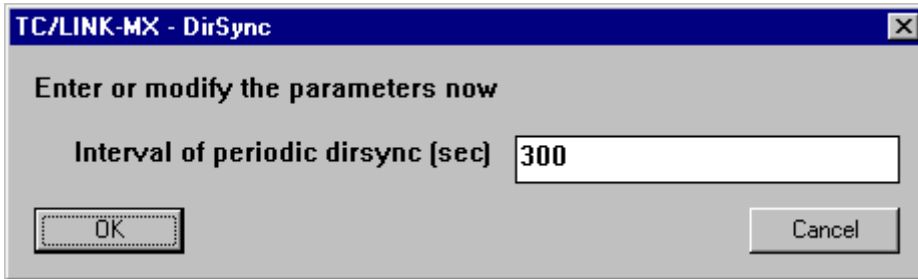 TC/LINK-MX - DirSync
Enter or modify the parameters now
Interval of periodic dirsync (sec) 300
OK Cancel